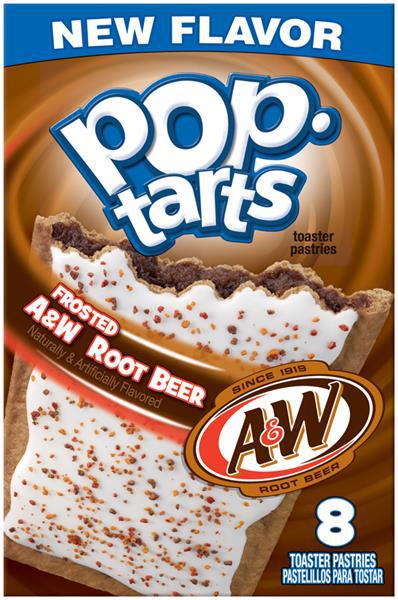 NEW FLAVOR
pop.
tarts
toaster
pastries
FROSTED
A&W ROOT BEER
Naturally & Artificially Flavored
SINCE 1919
A&W
ROOT BEER
8
TOASTER PASTRIES
PASTELILLOS PARA TOSTAR